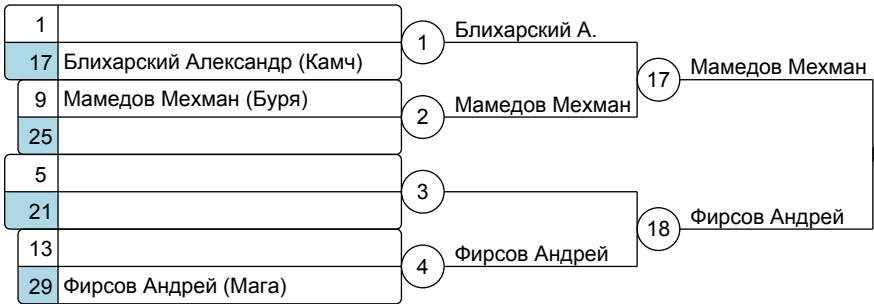 1
17 Блихарский Александр (Камч)
1
Блихарский А.
9 Мамедов Мехман (Буря)
25
2
Мамедов Мехман
17
Мамедов Мехман
5
21
3
13
29 Фирсов Андрей (Мага)
4
Фирсов Андрей
18
Фирсов Андрей